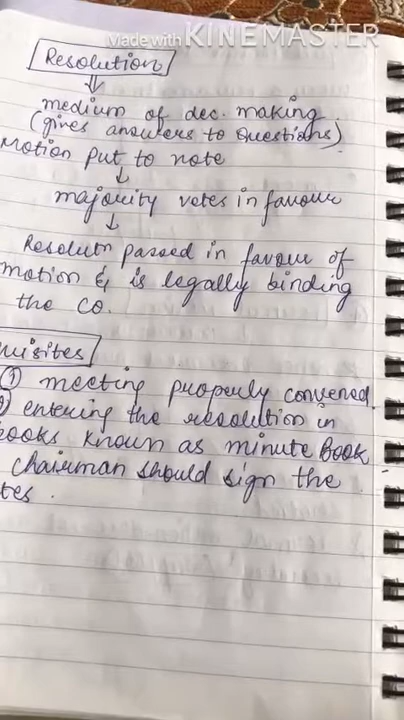 Made with KINEMASTER
Resolution
medium of dec. making
(gives answers to Questions)
Motion put to note
majority votes in favour
Resolutn passed in favour of
motion & is legally binding
the co.
uisites
① meeting properly convened.
entering the resolution in
books known as minute Book
chairman should sign the
tes.